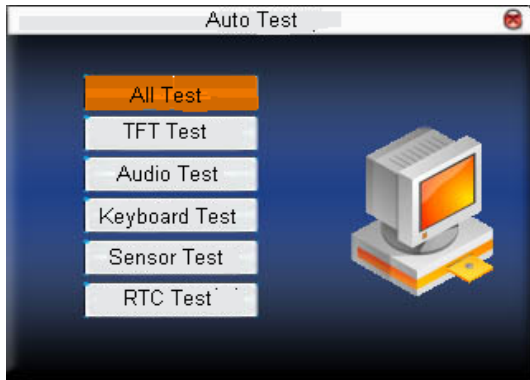 Auto Test
All Test
TFT Test
Audio Test
Keyboard Test
Sensor Test
RTC Test